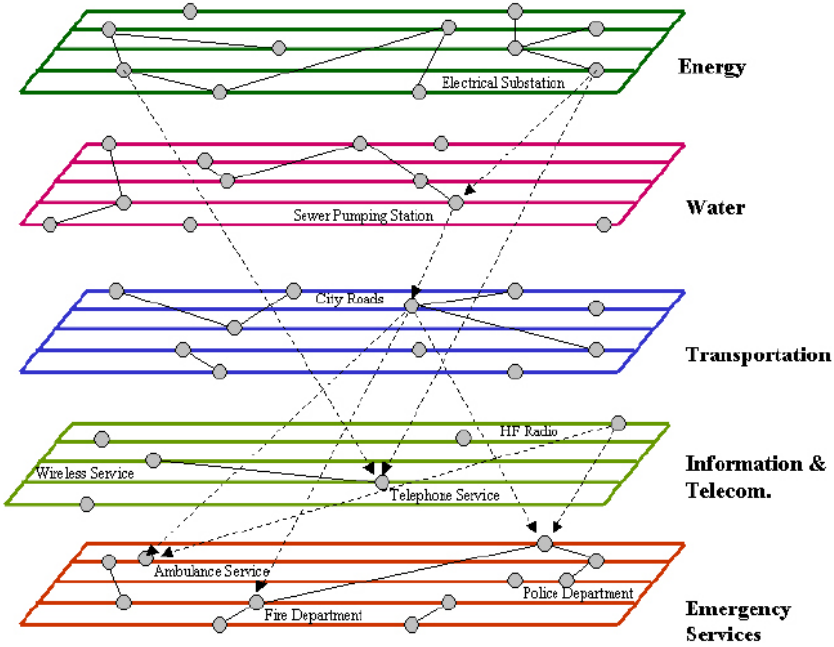 Electrical Substation
Energy
Sewer Pumping Station
Water
City Roads
Transportation
HF Radio
Wireless Service
Telephone Service
Information &
Telecom.
Ambulance Service
Police Department
Fire Department
Emergency
Services